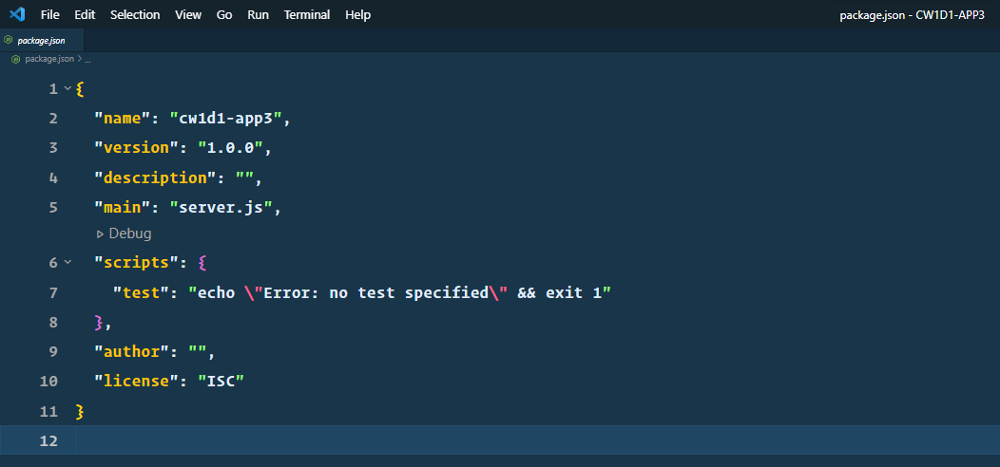 File Edit Selection View Go Run Terminal Help package.json - CW1D1-APP3
package.json
package.json > ...
1 {
2 "name": "cw1d1-app3",
3 "version": "1.0.0",
4 "description": "",
5 "main": "server.js",
Debug
6 "scripts": {
7 "test": "echo \"Error: no test specified\" && exit 1"
8 },
9 "author": "",
10 "license": "ISC"
11 }
12